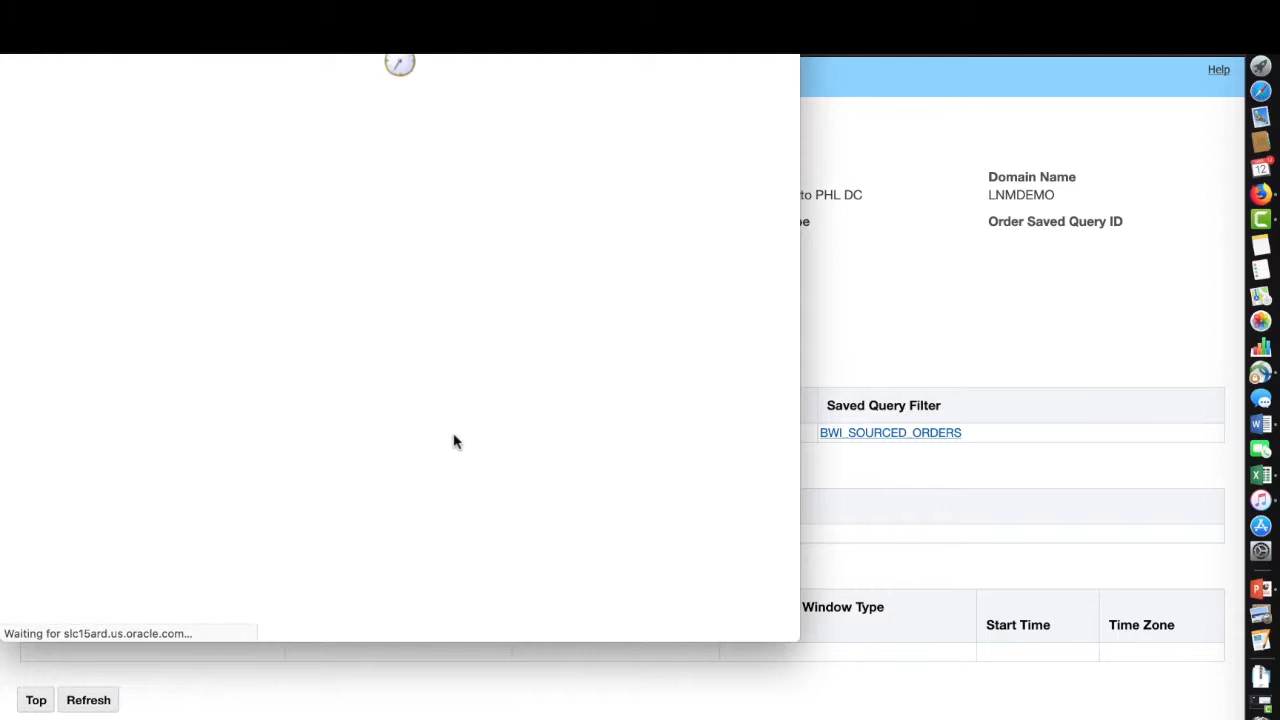 Help
Domain Name
to PHL DC
LNMDEMO
Order Saved Query ID
Saved Query Filter
BWI_SOURCED_ORDERS
Window Type
Start Time
Time Zone
Waiting for slc15ard.us.oracle.com...
Top
Refresh
12